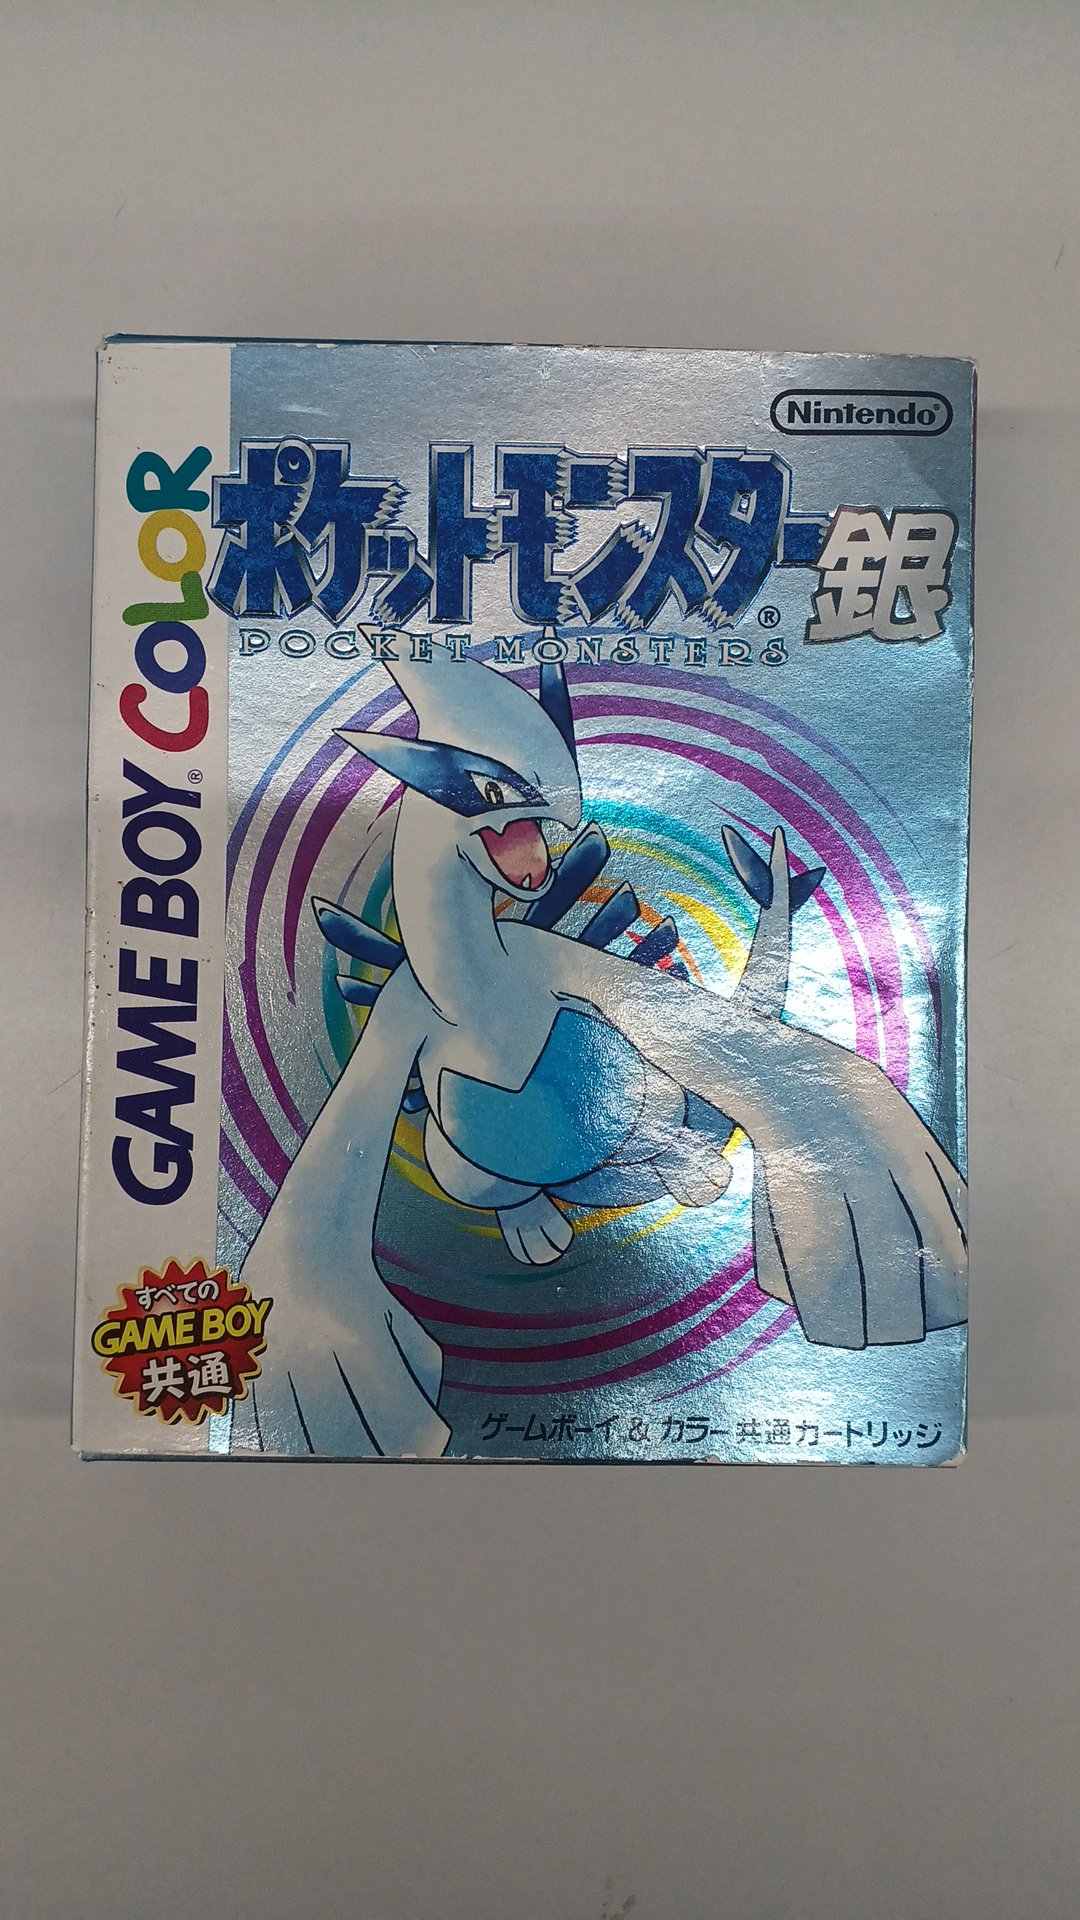 Nintendo®
ポケットモンスター®銀
POCKET MONSTERS
GAME BOY® COLOR
すべての
GAME BOY
共通
ゲームボーイ & カラー共通カートリッジ